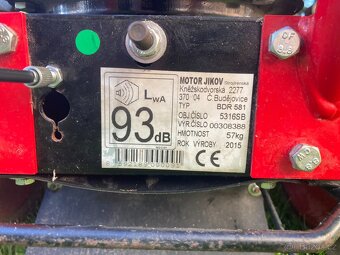 MOTOR JIKOV
Kněžskodvorská 2277
370 04 Č.Budějovice
TYP BDR 581
OBJ.ČÍSLO 5316SB
VÝR.ČÍSLO 00308388
HMOTNOST 57kg
ROK VÝROBY 2015
CE
LWA
93dB